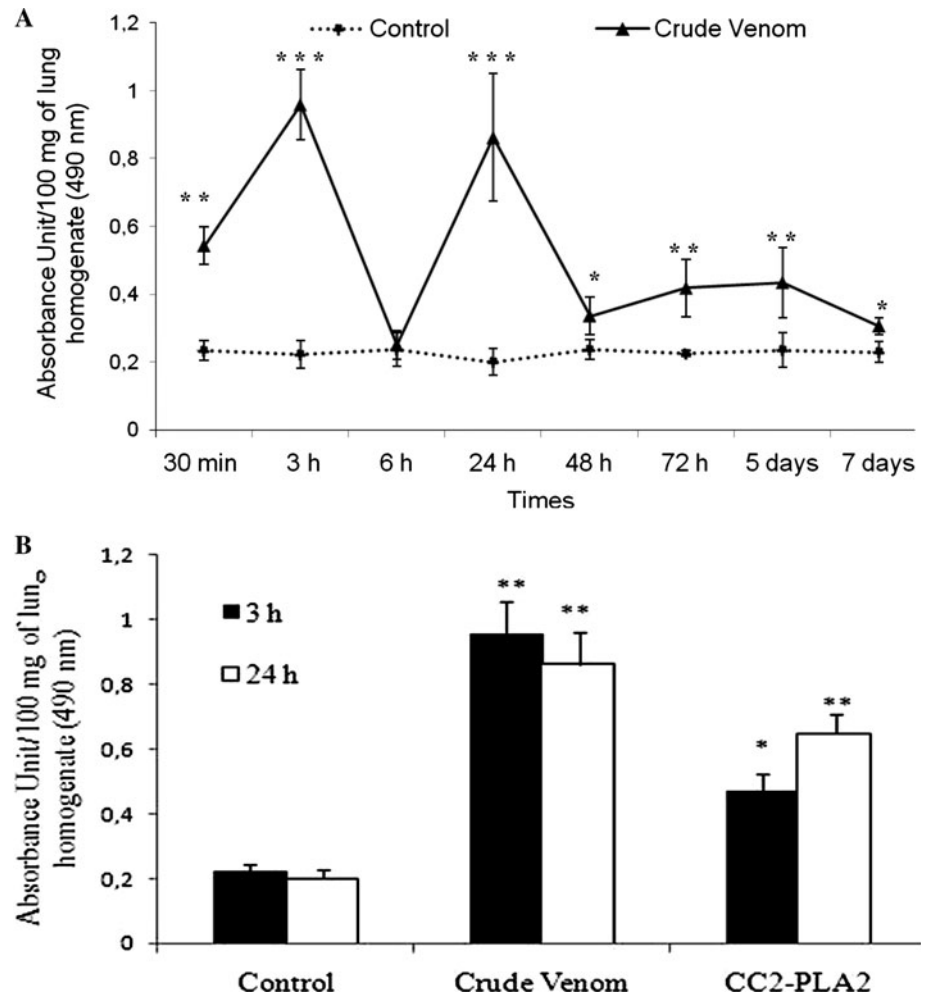 A
Absorbance Unit/100 mg of lung
homogenate (490 nm)
1,2
1
0,8
0,6
0,4
0,2
0
Control
Crude Venom
* *
* * *
* * *
*
* *
* *
*
30 min 3 h 6 h 24 h 48 h 72 h 5 days 7 days
Times
B
Absorbance Unit/100 mg of lung
homogenate (490 nm)
1,2
1
0,8
0,6
0,4
0,2
0
3 h
24 h
**
**
*
**
Control Crude Venom CC2-PLA2